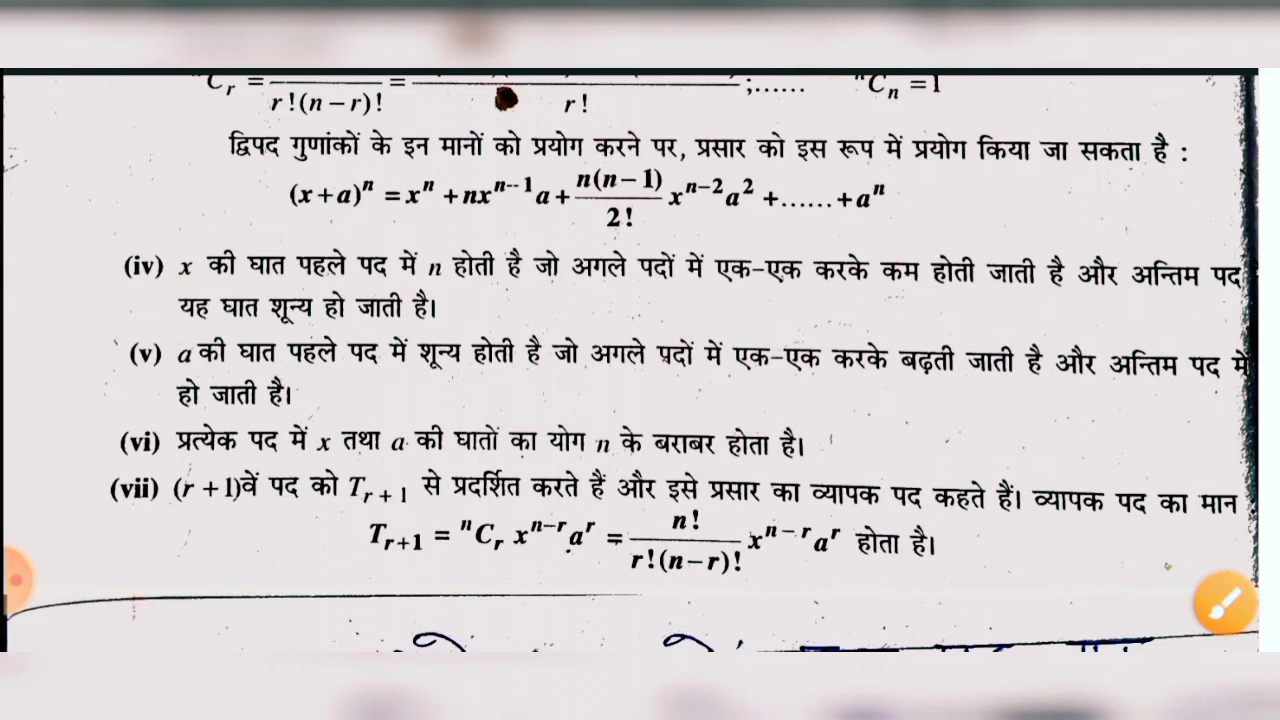 ⁿCᵣ = / r!(n−r)! = / r! ;...... ⁿCₙ = 1
द्विपद गुणांकों के इन मानों को प्रयोग करने पर, प्रसार को इस रूप में प्रयोग किया जा सकता है :
(x+a)ⁿ = xⁿ + nxⁿ⁻¹a + n(n−1)/2! xⁿ⁻²a² + ...... + aⁿ
(iv) x की घात पहले पद में n होती है जो अगले पदों में एक-एक करके कम होती जाती है और अन्तिम पद
यह घात शून्य हो जाती है।
(v) a की घात पहले पद में शून्य होती है जो अगले पदों में एक-एक करके बढ़ती जाती है और अन्तिम पद में
हो जाती है।
(vi) प्रत्येक पद में x तथा a की घातों का योग n के बराबर होता है।
(vii) (r + 1)वें पद को Tᵣ₊₁ से प्रदर्शित करते हैं और इसे प्रसार का व्यापक पद कहते हैं। व्यापक पद का मान
Tᵣ₊₁ = ⁿCᵣ xⁿ⁻ʳaʳ = n!/r!(n−r)! xⁿ⁻ʳaʳ होता है।